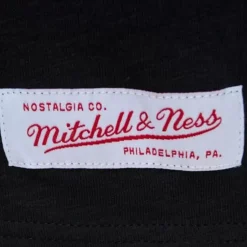 NOSTALGIA CO.
Mitchell & Ness
PHILADELPHIA, PA.